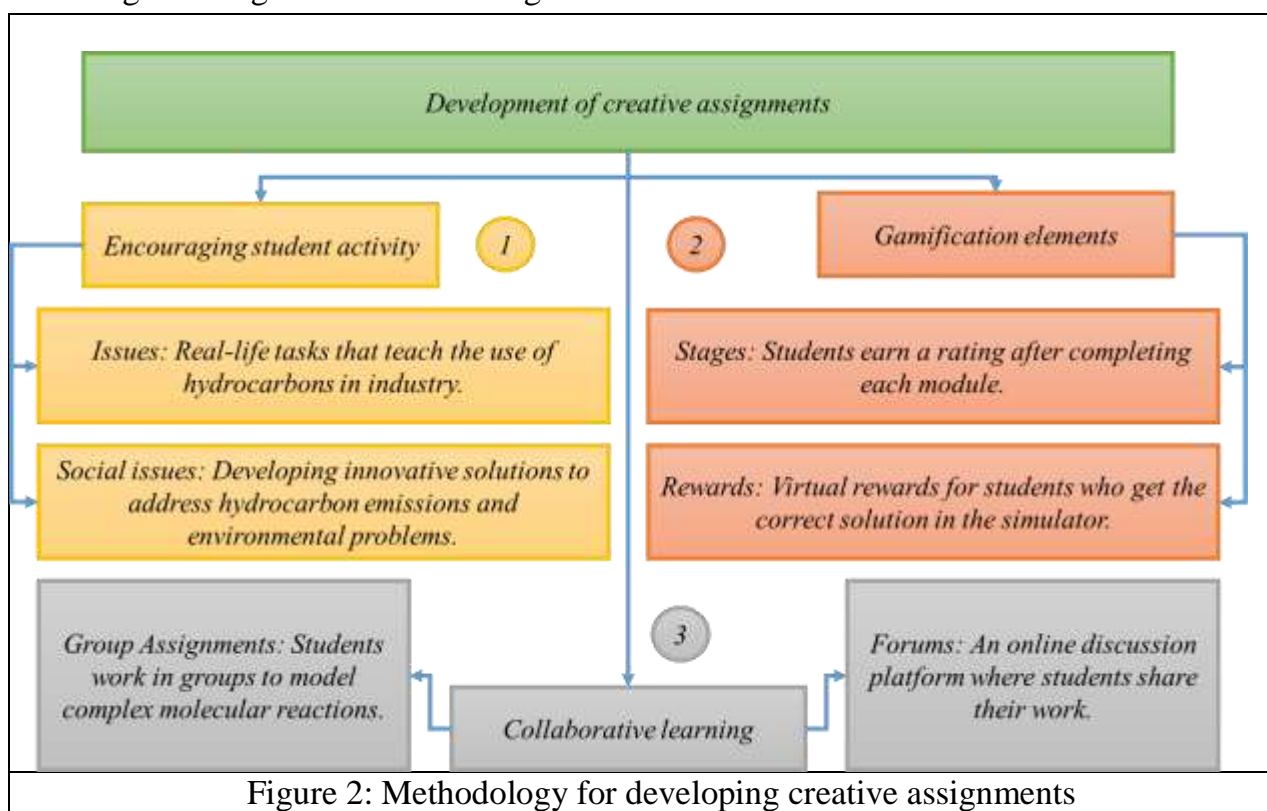 Development of creative assignments
Encouraging student activity
1
2
Gamification elements
Issues: Real-life tasks that teach the use of
hydrocarbons in industry.
Stages: Students earn a rating after completing
each module.
Social issues: Developing innovative solutions to
address hydrocarbon emissions and
environmental problems.
Rewards: Virtual rewards for students who get the
correct solution in the simulator.
Group Assignments: Students
work in groups to model
complex molecular reactions.
3
Forums: An online discussion
platform where students share
their work.
Collaborative learning
Figure 2: Methodology for developing creative assignments